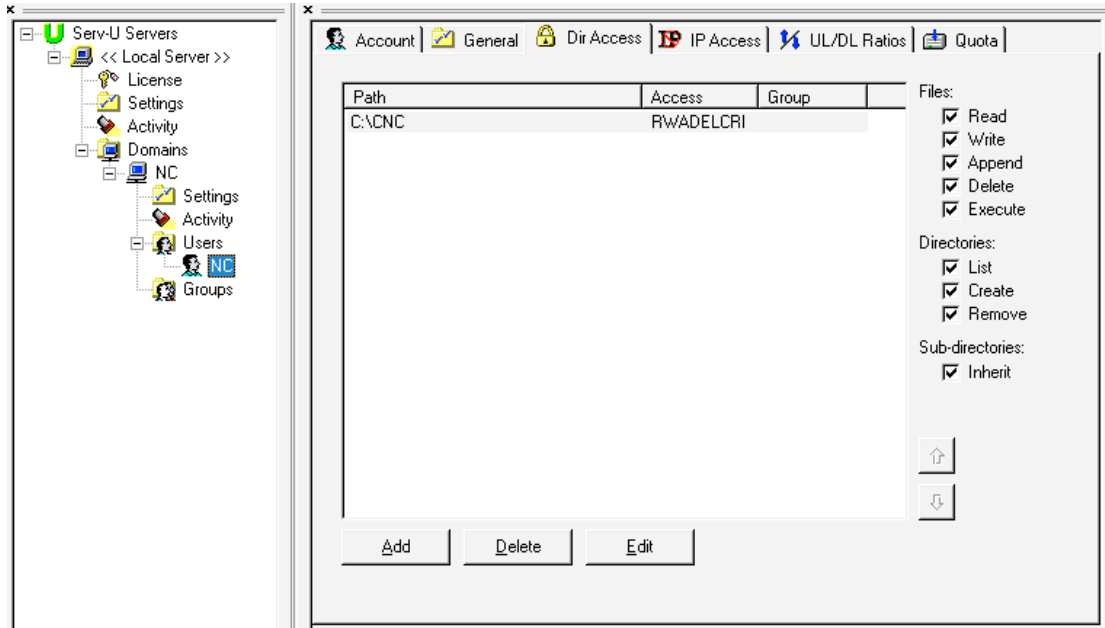 Serv-U Servers
<< Local Server >>
License
Settings
Activity
Domains
NC
Settings
Activity
Users
NC
Groups
Account General Dir Access IP Access UL/DL Ratios Quota
Path Access Group
C:\CNC RWADELCRI
Files:
Read
Write
Append
Delete
Execute
Directories:
List
Create
Remove
Sub-directories:
Inherit
Add Delete Edit